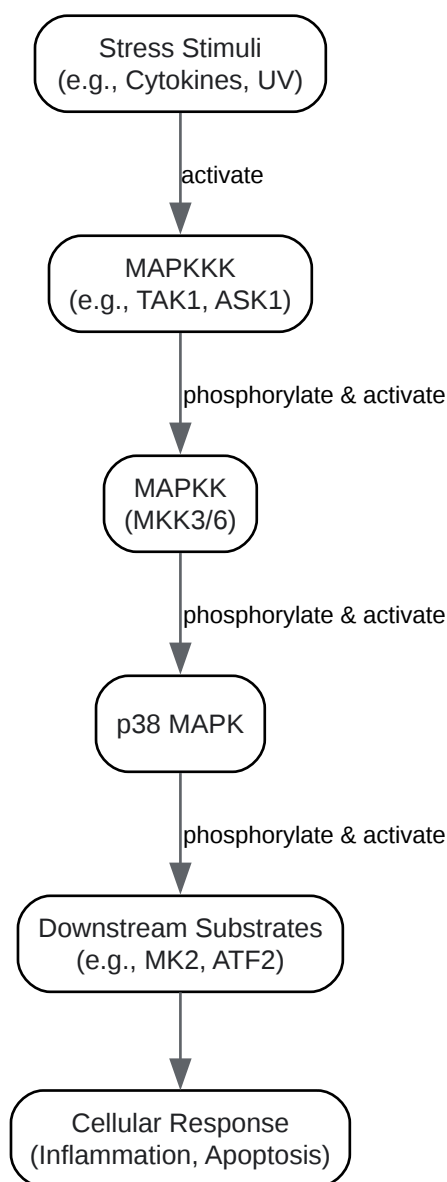 Stress Stimuli
(e.g., Cytokines, UV)
activate
MAPKKK
(e.g., TAK1, ASK1)
phosphorylate & activate
MAPKK
(MKK3/6)
phosphorylate & activate
p38 MAPK
phosphorylate & activate
Downstream Substrates
(e.g., MK2, ATF2)
Cellular Response
(Inflammation, Apoptosis)